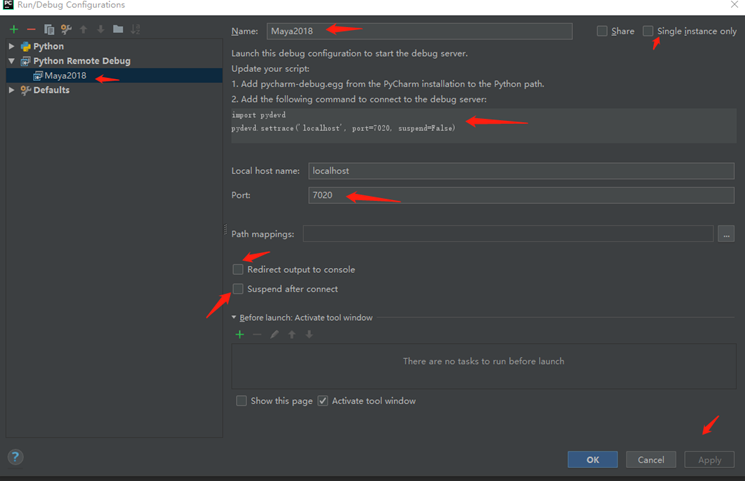 PC Run/Debug Configurations
Python
Python Remote Debug
Maya2018
Defaults
Name: Maya2018
Share
Single instance only
Launch this debug configuration to start the debug server.
Update your script:
1. Add pycharm-debug.egg from the PyCharm installation to the Python path.
2. Add the following command to connect to the debug server:
import pydevd
pydevd.settrace('localhost', port=7020, suspend=False)
Local host name: localhost
Port: 7020
Path mappings: ...
Redirect output to console
Suspend after connect
Before launch: Activate tool window
There are no tasks to run before launch
Show this page
Activate tool window
? OK Cancel Apply